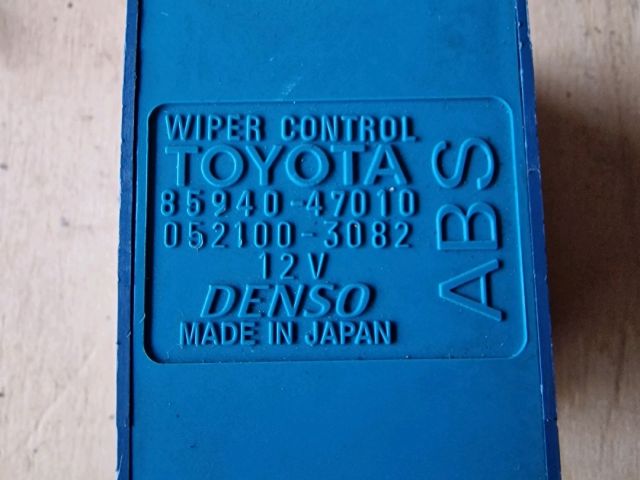 WIPER CONTROL
TOYOTA
85940-47010
052100-3082
12V
DENSO
MADE IN JAPAN
ABS